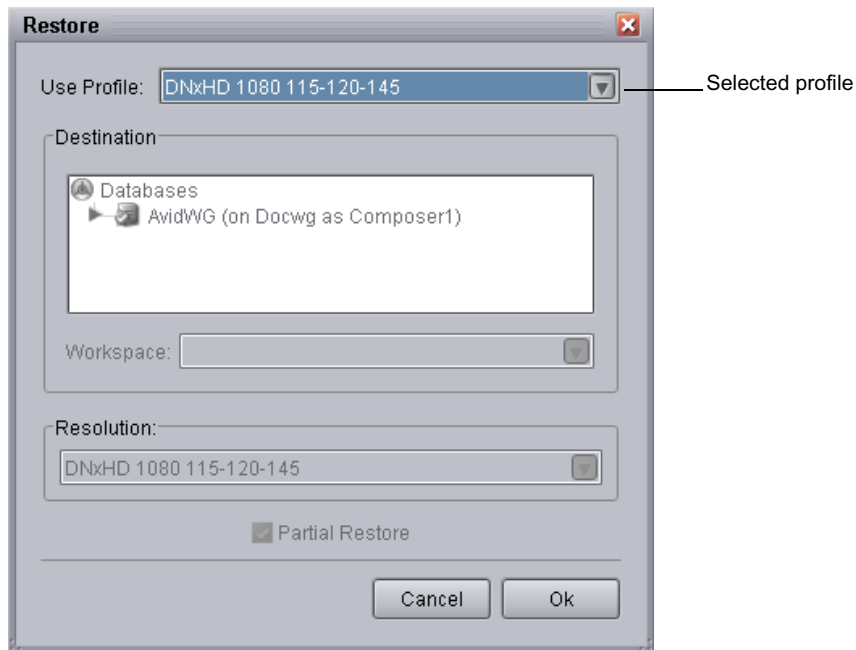 Restore
Use Profile: DNxHD 1080 115-120-145
Selected profile
Destination
Databases
AvidWG (on Docwg as Composer1)
Workspace:
Resolution:
DNxHD 1080 115-120-145
Partial Restore
Cancel Ok